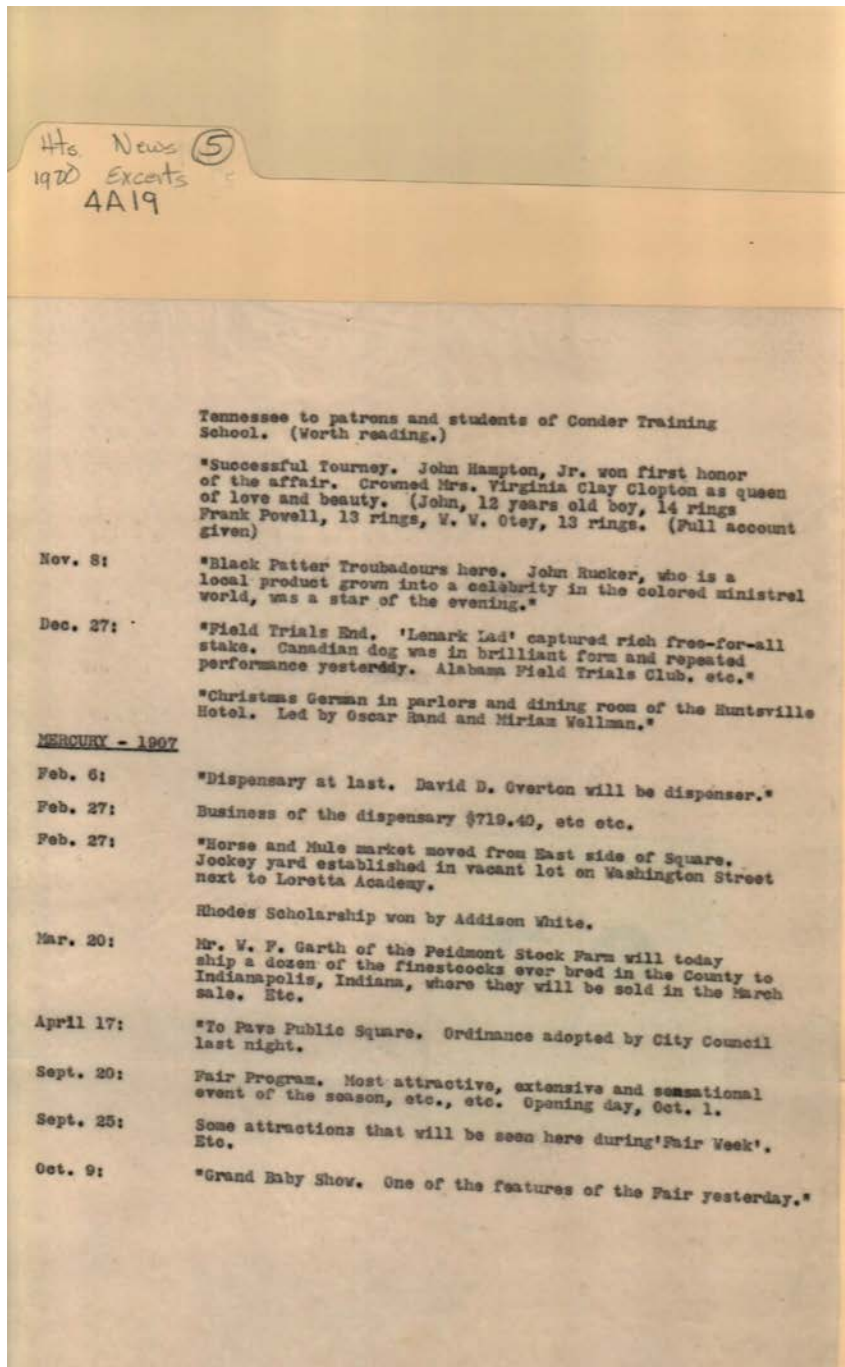 Hts. News 5
1920 Excerts
4A19
Tennessee to patrons and students of Conder Training
School. (Worth reading.)
"Successful Tourney. John Hampton, Jr. won first honor
of the affair. Crowned Mrs. Virginia Clay Clopton as queen
of love and beauty. (John, 12 years old boy, 14 rings
Frank Powell, 13 rings, W. W. Otey, 13 rings. (Full account
given)
Nov. 8: "Black Patter Troubadours here. John Rucker, who is a
local product grown into a celebrity in the colored ministrel
world, was a star of the evening."
Dec. 27: "Field Trials End. 'Lenark Lad' captured rich free-for-all
stake. Canadian dog was in brilliant form and repeated
performance yesterddy. Alabama Field Trials Club. etc."
"Christmas German in parlors and dining room of the Huntsville
Hotel. Led by Oscar Rand and Miriam Wellman."
MERCURY - 1907
Feb. 6: "Dispensary at last. David D. Overton will be dispenser."
Feb. 27: Business of the dispensary $719.40, etc etc.
Feb. 27: "Horse and Mule market moved from East side of Square.
Jockey yard established in vacant lot on Washington Street
next to Loretta Academy.
Rhodes Scholarship won by Addison White.
Mar. 20: Mr. W. F. Garth of the Peidmont Stock Farm will today
ship a dozen of the finestcocks ever bred in the County to
Indianapolis, Indiana, where they will be sold in the March
sale. Etc.
April 17: "To Pave Public Square. Ordinance adopted by City Council
last night.
Sept. 20: Fair Program. Most attractive, extensive and sensational
event of the season, etc., etc. Opening day, Oct. 1.
Sept. 25: Some attractions that will be seen here during'Fair Week'.
Etc.
Oct. 9: "Grand Baby Show. One of the features of the Fair yesterday."